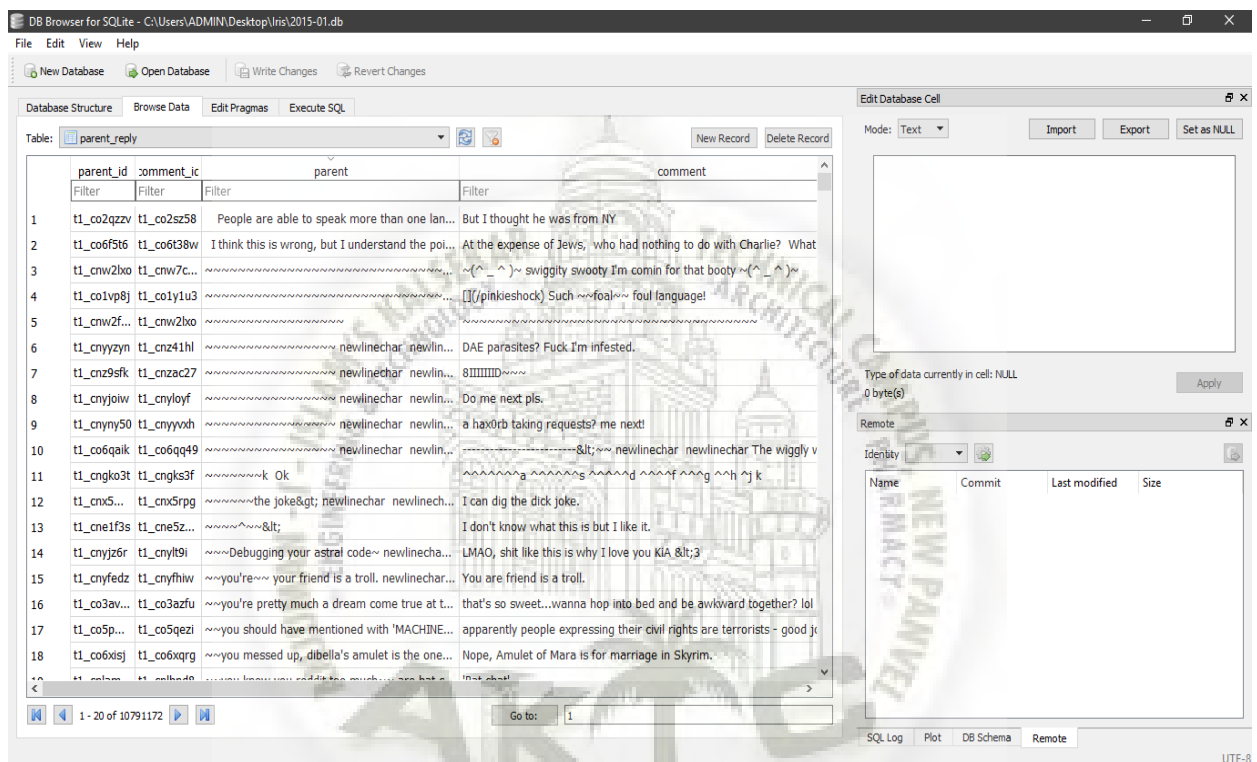 DB Browser for SQLite - C:\Users\ADMIN\Desktop\Iris\2015-01.db
File Edit View Help
New Database Open Database Write Changes Revert Changes
Database Structure Browse Data Edit Pragmas Execute SQL
Table: parent_reply New Record Delete Record
parent_id comment_ic parent comment
Filter Filter Filter Filter
1 t1_co2qzzv t1_co2sz58 People are able to speak more than one lan... But I thought he was from NY
2 t1_co6f5t6 t1_co6t38w I think this is wrong, but I understand the poi... At the expense of Jews, who had nothing to do with Charlie? What
3 t1_cnw2lxo t1_cnw7c... ~~~~~~~~~~~~~~~~~~~~~~~~~~~~~~~... ~(^ _ ^ )~ swiggity swooty I'm comin for that booty ~(^ _ ^ )~
4 t1_co1vp8j t1_co1y1u3 ~~~~~~~~~~~~~~~~~~~~~~~~~~~~~~~... [](/pinkieshock) Such ~~foal~~ foul language!
5 t1_cnw2f... t1_cnw2lxo ~~~~~~~~~~~~~~~~~~ ~~~~~~~~~~~~~~~~~~~~~~~~~~~~~~~~~~~~~~~
6 t1_cnyyzyn t1_cnz41hl ~~~~~~~~~~~~~~~~~ newlinechar newlin... DAE parasites? Fuck I'm infested.
7 t1_cnz9sfk t1_cnzac27 ~~~~~~~~~~~~~~~~~ newlinechar newlin... 8IIIIIIID~~~
8 t1_cnyjoiw t1_cnyloyf ~~~~~~~~~~~~~~~~~ newlinechar newlin... Do me next pls.
9 t1_cnyny50 t1_cnyyvxh ~~~~~~~~~~~~~~~~~ newlinechar newlin... a hax0rb taking requests? me next!
10 t1_co6qaik t1_co6qq49 ~~~~~~~~~~~~~~~~~ newlinechar newlin... -------------------------&lt;~~ newlinechar newlinechar The wiggly
11 t1_cngko3t t1_cngks3f ~~~~~~~k Ok ^^^^^^^a ^^^^^^s ^^^^^d ^^^^f ^^^g ^^h ^j k
12 t1_cnx5... t1_cnx5rpg ~~~~~~the joke&gt; newlinechar newlinech... I can dig the dick joke.
13 t1_cne1f3s t1_cne5z... ~~~~^~~&lt; I don't know what this is but I like it.
14 t1_cnyjz6r t1_cnylt9i ~~~Debugging your astral code~ newlinecha... LMAO, shit like this is why I love you KiA &lt;3
15 t1_cnyfedz t1_cnyfhiw ~~you're~~ your friend is a troll. newlinechar... You are friend is a troll.
16 t1_co3av... t1_co3azfu ~~you're pretty much a dream come true at t... that's so sweet...wanna hop into bed and be awkward together? lol
17 t1_co5p... t1_co5qezi ~~you should have mentioned with 'MACHINE... apparently people expressing their civil rights are terrorists - good
18 t1_co6xisj t1_co6xqrg ~~you messed up, dibella's amulet is the one... Nope, Amulet of Mara is for marriage in Skyrim.
1 - 20 of 10791172 Go to: 1
Edit Database Cell
Mode: Text Import Export Set as NULL
Type of data currently in cell: NULL
0 byte(s)
Apply
Remote
Identity
Name Commit Last modified Size
SQL Log Plot DB Schema Remote
UTF-8
AKTC